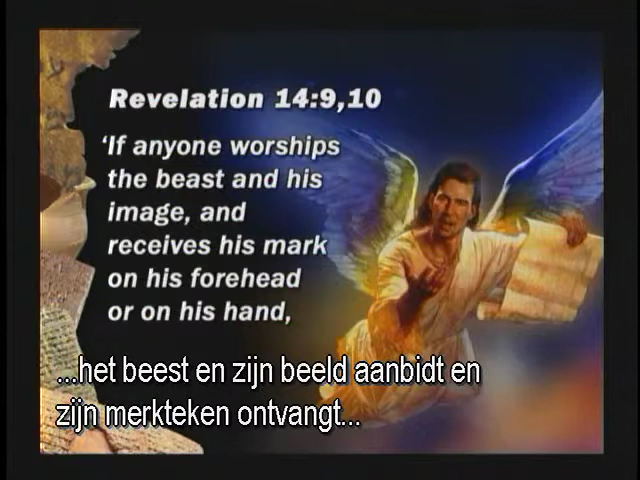 Revelation 14:9,10
‘If anyone worships
the beast and his
image, and
receives his mark
on his forehead
or on his hand,
...het beest en zijn beeld aanbidt en
zijn merkteken ontvangt...